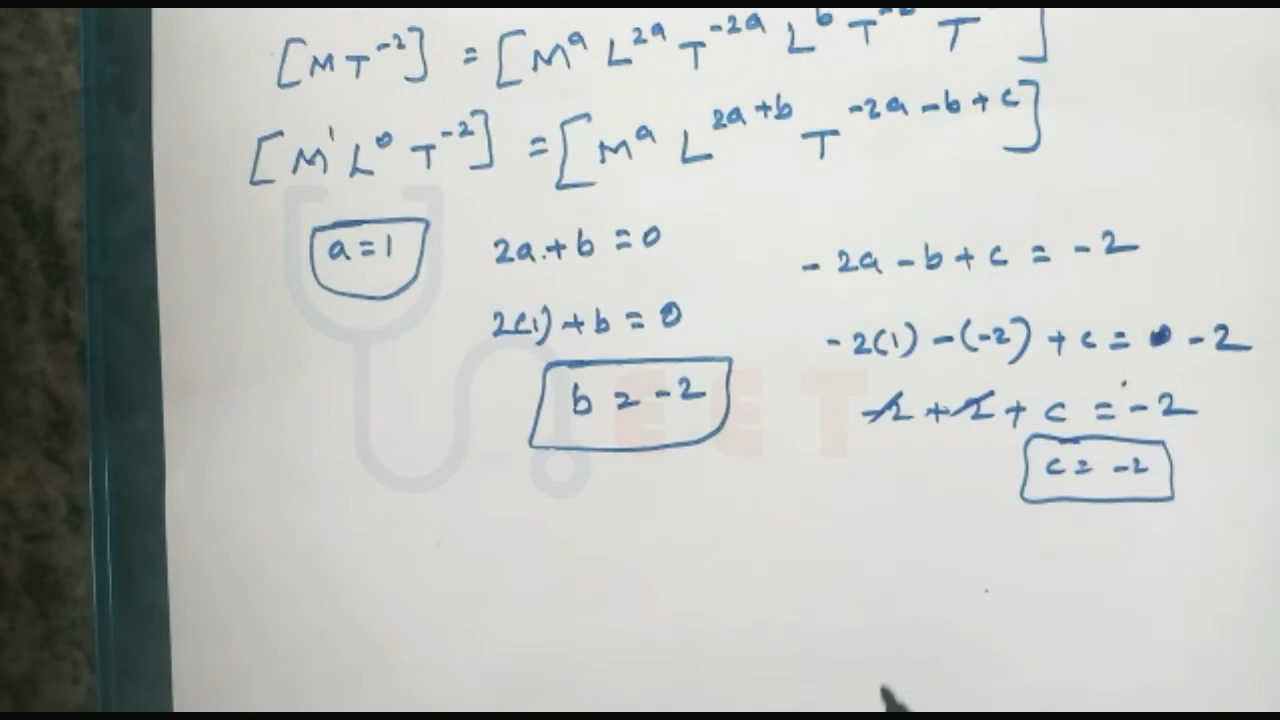 [MT⁻²] = [Mᵃ L²ᵃ T⁻²ᵃ Lᵇ T⁻ᵇ T ]
[M¹ L⁰ T⁻²] = [Mᵃ L²ᵃ⁺ᵇ T⁻²ᵃ⁻ᵇ⁺ᶜ]
a = 1
2a + b = 0
2(1) + b = 0
b = -2
- 2a - b + c = - 2
- 2(1) - (-2) + c = - 2
-2 + 2 + c = -2
c = -2
EET